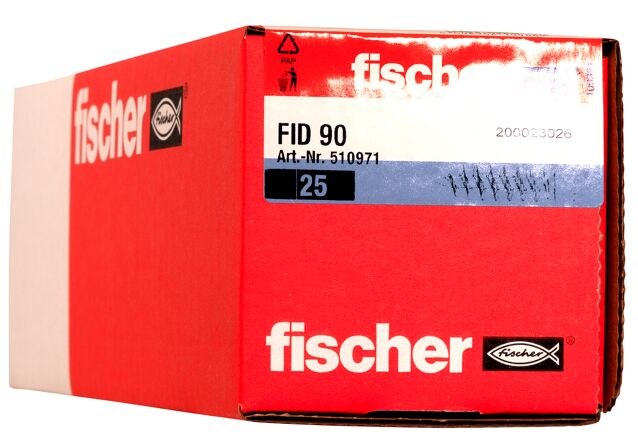 PAP
fischer
fischer
FID 90
200023026
Art.-Nr. 510971
25
fischer
fischer
fischer
fischer